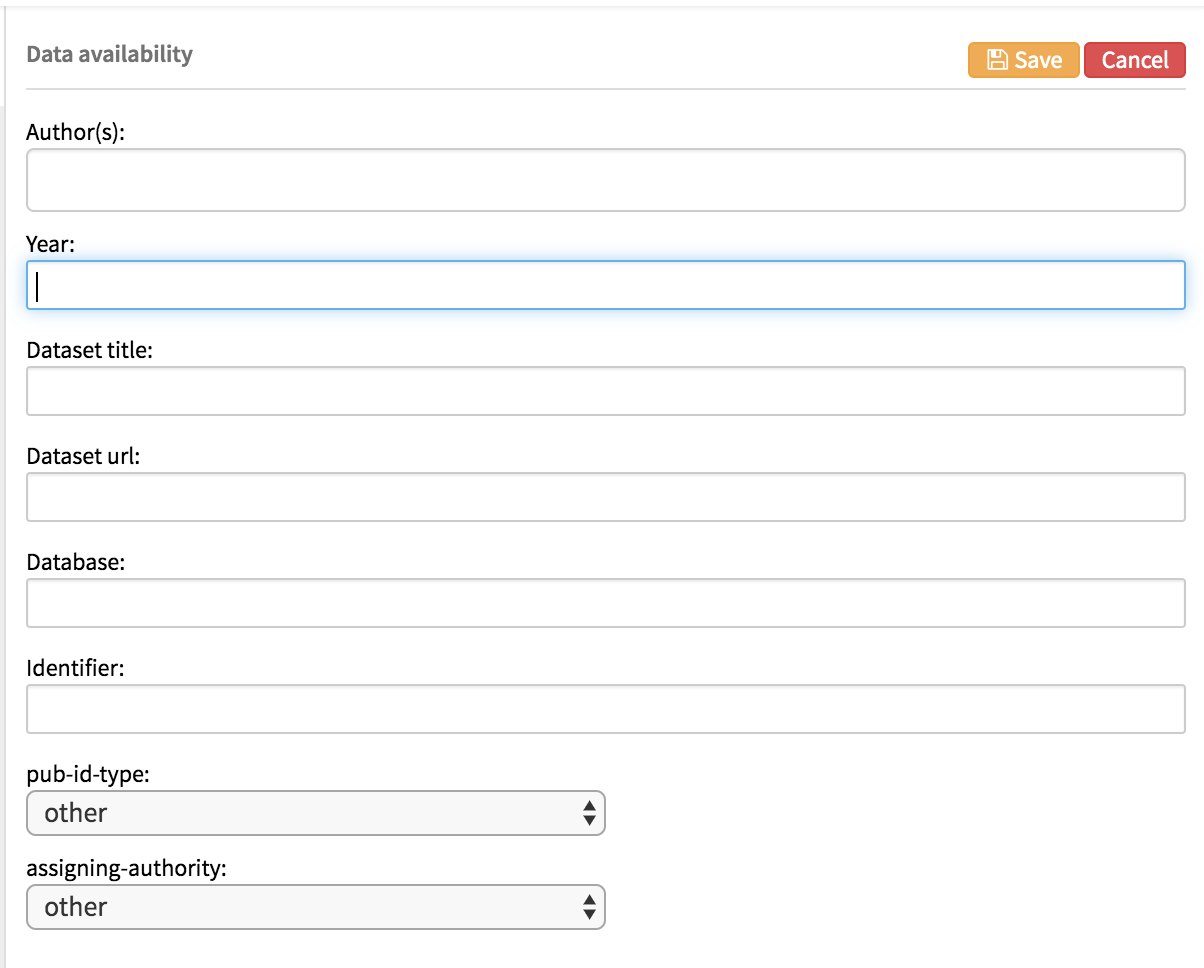 Data availability
Save Cancel
Author(s):
Year:
Dataset title:
Dataset url:
Database:
Identifier:
pub-id-type:
other
assigning-authority:
other